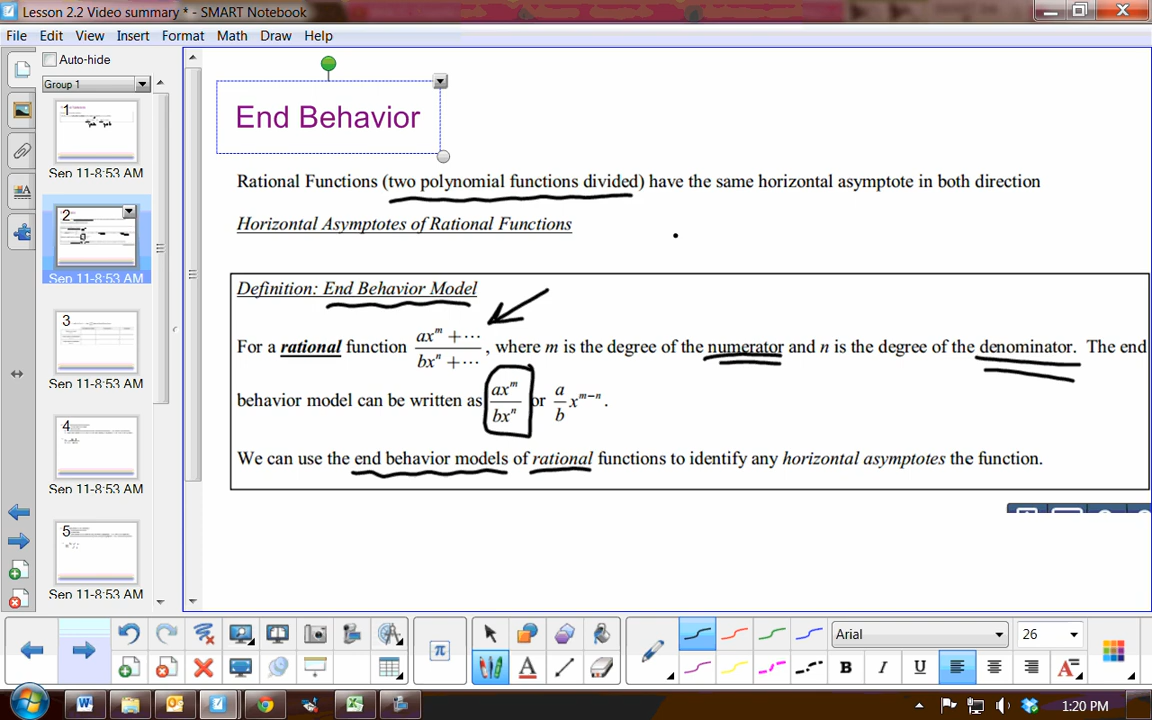 Lesson 2.2 Video summary * - SMART Notebook
File Edit View Insert Format Math Draw Help
Auto-hide
Group 1
1
Sep 11-8:53 AM
2
Sep 11-8:53 AM
3
Sep 11-8:53 AM
4
Sep 11-8:53 AM
5
Sep 11-8:53 AM
End Behavior
Rational Functions (two polynomial functions divided) have the same horizontal asymptote in both direction
Horizontal Asymptotes of Rational Functions
Definition: End Behavior Model
For a rational function (ax^m + ⋯)/(bx^n + ⋯), where m is the degree of the numerator and n is the degree of the denominator. The end
behavior model can be written as ax^m/bx^n or a/b x^(m−n).
We can use the end behavior models of rational functions to identify any horizontal asymptotes the function.
π
Arial 26
A B I U A
1:20 PM